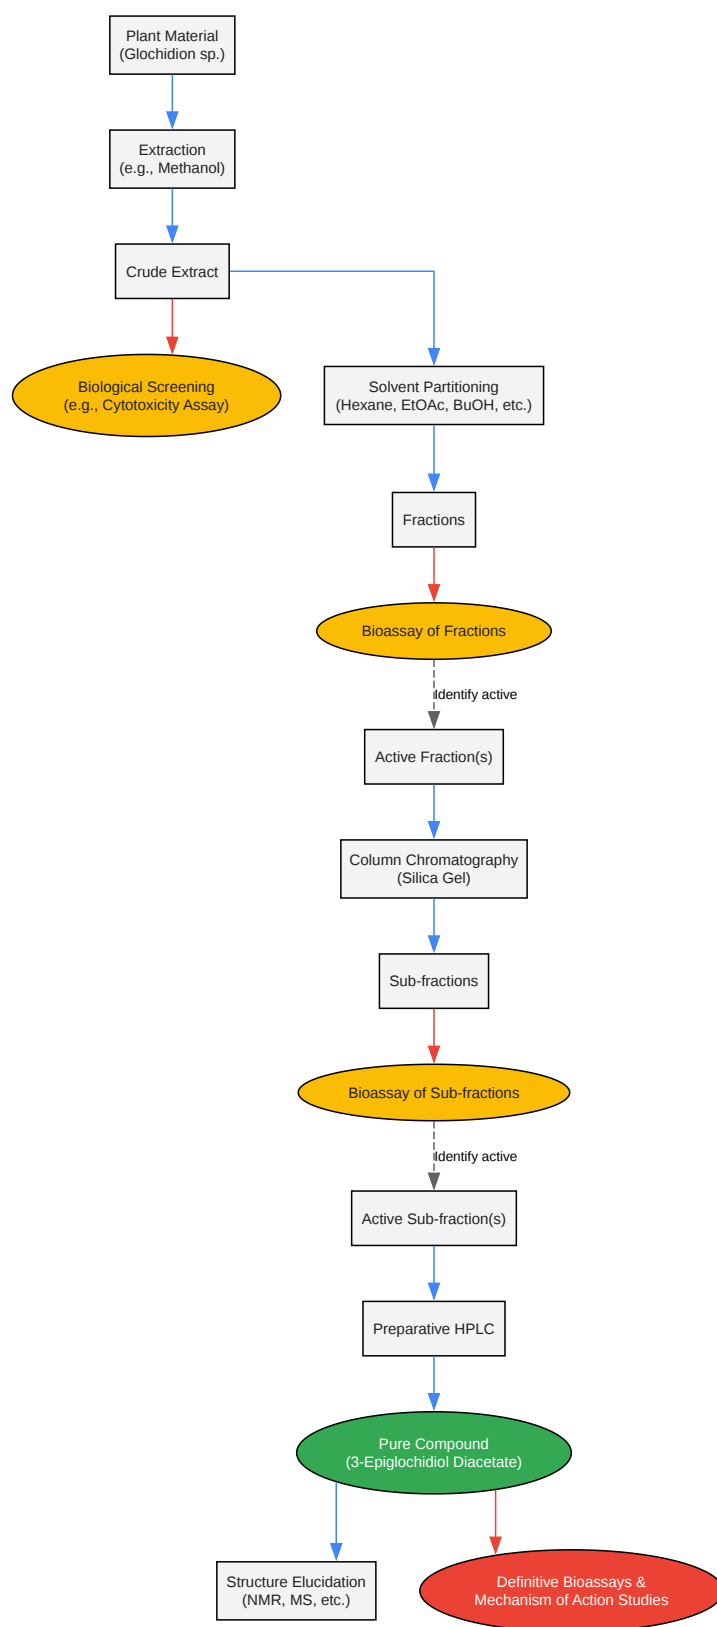 Plant Material
(Glochidion sp.)
Extraction
(e.g., Methanol)
Crude Extract
Biological Screening
(e.g., Cytotoxicity Assay)
Solvent Partitioning
(Hexane, EtOAc, BuOH, etc.)
Fractions
Bioassay of Fractions
Identify active
Active Fraction(s)
Column Chromatography
(Silica Gel)
Sub-fractions
Bioassay of Sub-fractions
Identify active
Active Sub-fraction(s)
Preparative HPLC
Pure Compound
(3-Epiglochidiol Diacetate)
Structure Elucidation
(NMR, MS, etc.)
Definitive Bioassays &
Mechanism of Action Studies